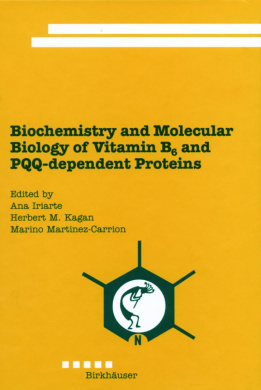 Biochemistry and Molecular
Biology of Vitamin B₆ and
PQQ-dependent Proteins
Edited by
Ana Iriarte
Herbert M. Kagan
Marino Martinez-Carrion
N
Birkhäuser